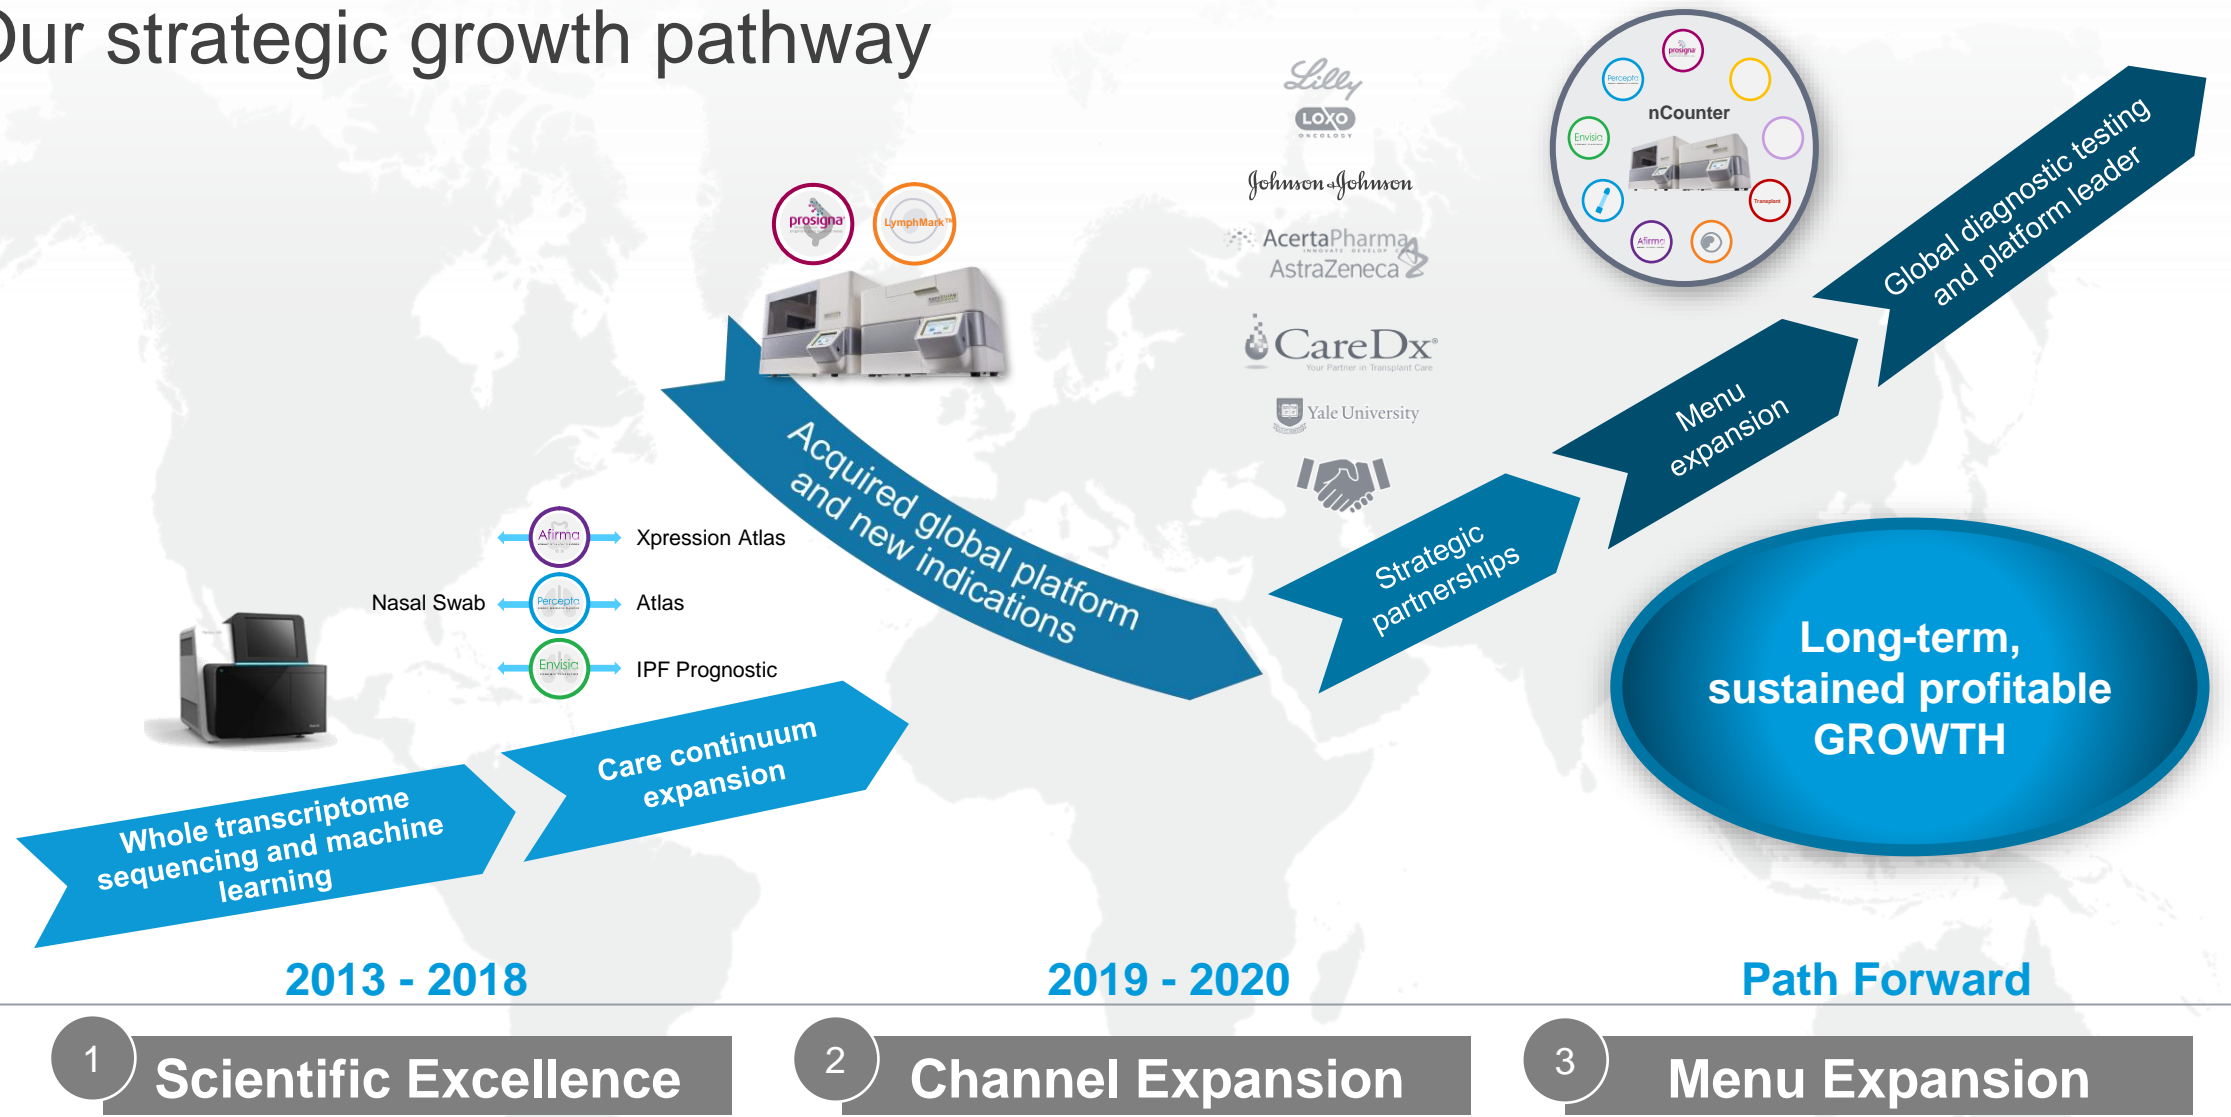 Our strategic growth pathway
Lilly
LOXO
ONCOLOGY
Johnson & Johnson
AcertaPharma
INNOVATE DEVELOP
AstraZeneca
CareDx®
Your Partner in Transplant Care
Yale University
prosigna
LymphMark™
prosigna
Percepta
nCounter
Envisia
Transplant
Afirma
Global diagnostic testing
and platform leader
Menu
expansion
Strategic
partnerships
Acquired global platform
and new indications
Afirma
Xpression Atlas
Nasal Swab
Percepta
Atlas
Envisia
IPF Prognostic
Care continuum
expansion
Whole transcriptome
sequencing and machine
learning
Long-term,
sustained profitable
GROWTH
2013 - 2018
2019 - 2020
Path Forward
1
Scientific Excellence
2
Channel Expansion
3
Menu Expansion